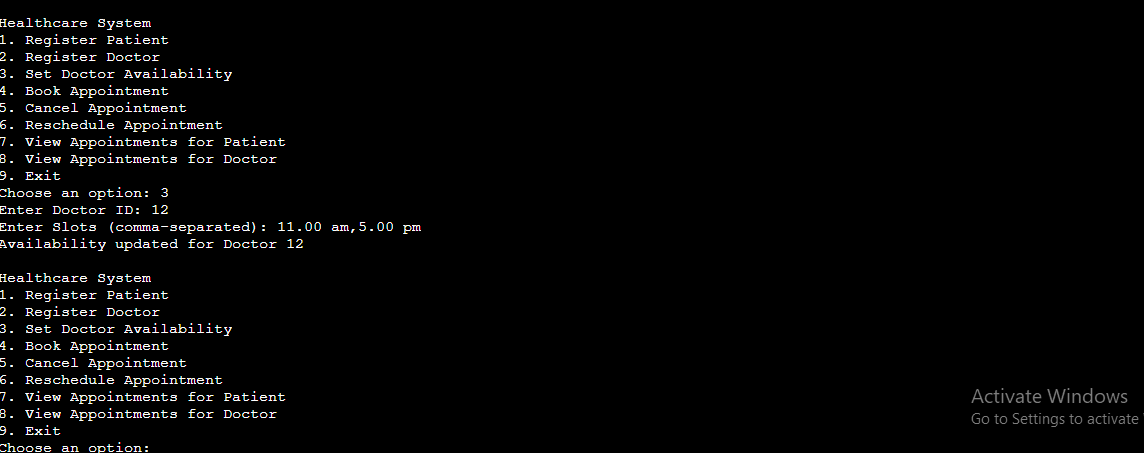 Healthcare System
1. Register Patient
2. Register Doctor
3. Set Doctor Availability
4. Book Appointment
5. Cancel Appointment
6. Reschedule Appointment
7. View Appointments for Patient
8. View Appointments for Doctor
9. Exit
Choose an option: 3
Enter Doctor ID: 12
Enter Slots (comma-separated): 11.00 am,5.00 pm
Availability updated for Doctor 12
Healthcare System
1. Register Patient
2. Register Doctor
3. Set Doctor Availability
4. Book Appointment
5. Cancel Appointment
6. Reschedule Appointment
7. View Appointments for Patient
8. View Appointments for Doctor
9. Exit
Choose an option:
Activate Windows
Go to Settings to activate